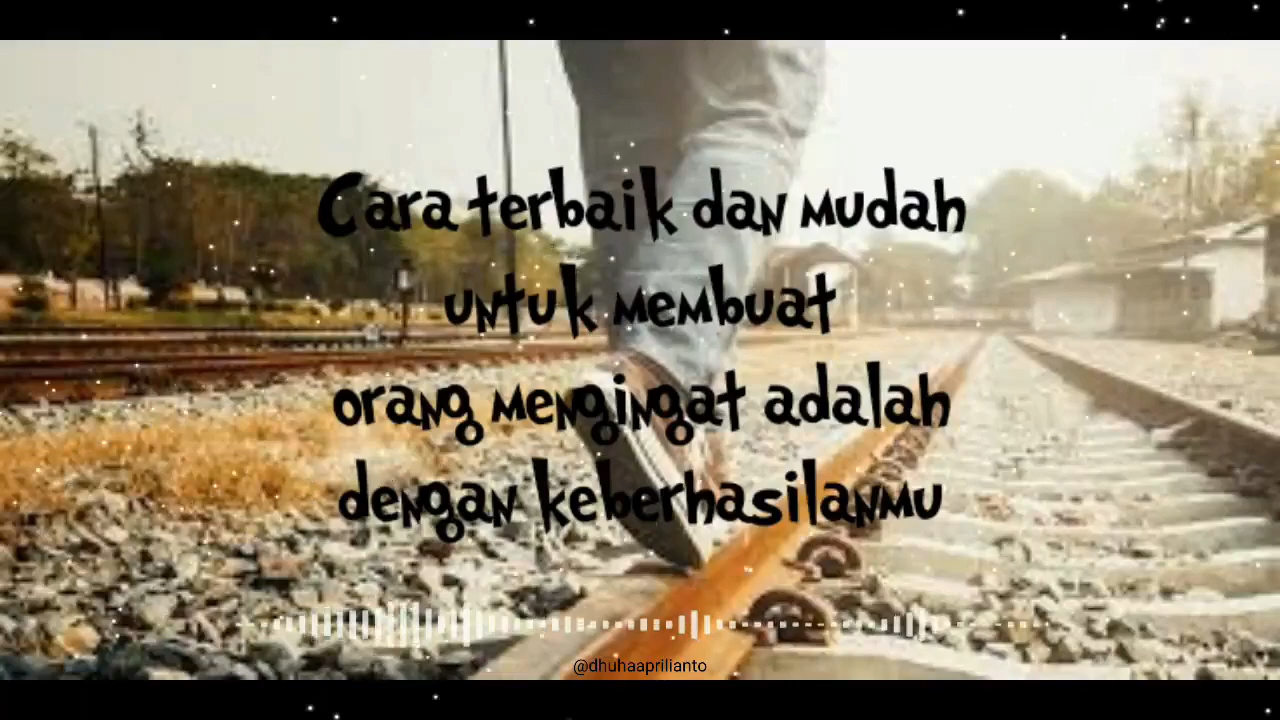 Cara terbaik dan mudah
untuk membuat
orang mengingat adalah
dengan keberhasilanmu
@dhuhaaprilianto